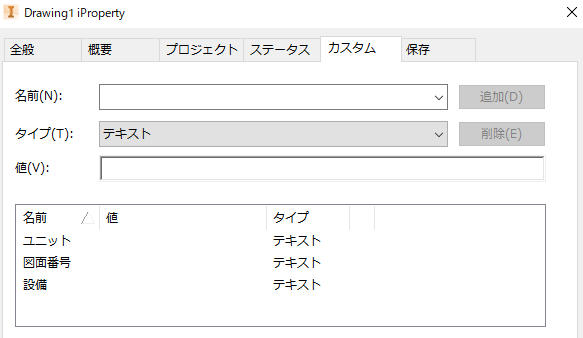 Drawing1 iProperty
全般 概要 プロジェクト ステータス カスタム 保存
名前(N): 追加(D)
タイプ(T): テキスト 削除(E)
値(V):
名前 値 タイプ
ユニット テキスト
図面番号 テキスト
設備 テキスト